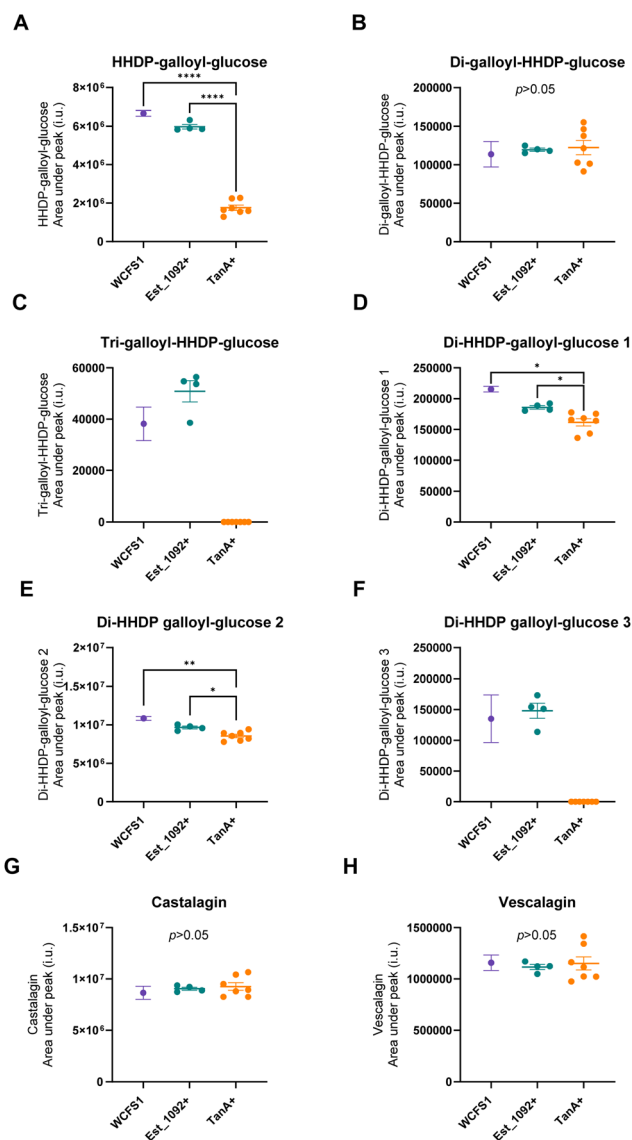 A
HHDP-galloyl-glucose
HHDP-galloyl-glucose
Area under peak (i.u.)
8×10⁶
6×10⁶
4×10⁶
2×10⁶
0
****
****
WCFS1
Est_1092+
TanA+
B
Di-galloyl-HHDP-glucose
Di-galloyl-HHDP-glucose
Area under peak (i.u.)
200000
150000
100000
50000
0
p>0.05
WCFS1
Est_1092+
TanA+
C
Tri-galloyl-HHDP-glucose
Tri-galloyl-HHDP-glucose
Area under peak (i.u.)
60000
40000
20000
0
WCFS1
Est_1092+
TanA+
D
Di-HHDP-galloyl-glucose 1
Di-HHDP-galloyl-glucose 1
Area under peak (i.u.)
250000
200000
150000
100000
50000
0
*
*
WCFS1
Est_1092+
TanA+
E
Di-HHDP galloyl-glucose 2
Di-HHDP-galloyl-glucose 2
Area under peak (i.u.)
2×10⁷
1.5×10⁷
1×10⁷
5×10⁶
0
**
*
WCFS1
Est_1092+
TanA+
F
Di-HHDP galloyl-glucose 3
Di-HHDP-galloyl-glucose 3
Area under peak (i.u.)
250000
200000
150000
100000
50000
0
WCFS1
Est_1092+
TanA+
G
Castalagin
Castalagin
Area under peak (i.u.)
1.5×10⁷
1×10⁷
5×10⁶
0
p>0.05
WCFS1
Est_1092+
TanA+
H
Vescalagin
Vescalagin
Area under peak (i.u.)
1500000
1000000
500000
0
p>0.05
WCFS1
Est_1092+
TanA+